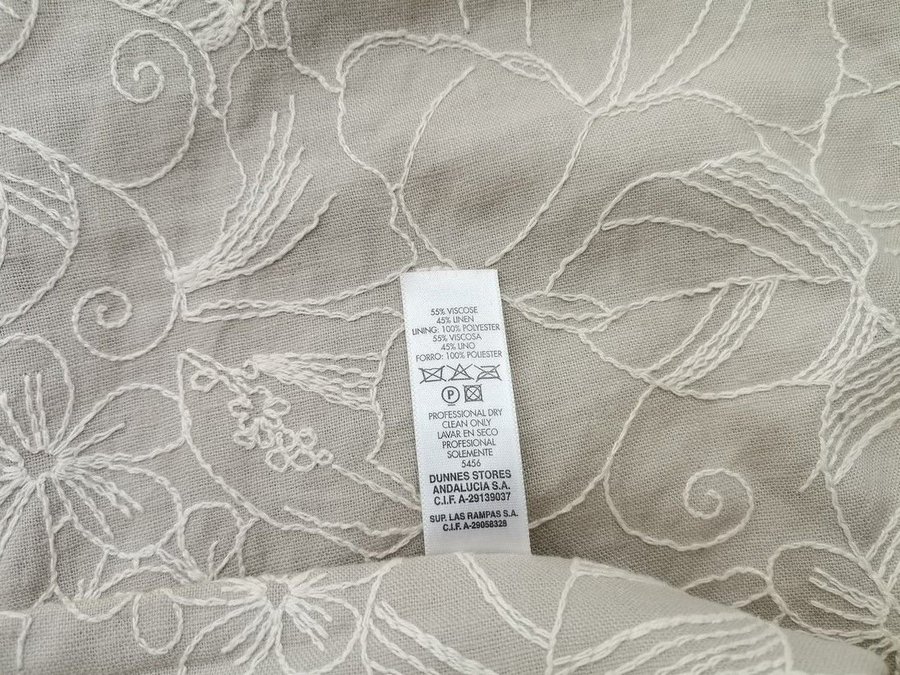 55% VISCOSE
45% LINEN
LINING: 100% POLYESTER
55% VISCOSA
45% LINO
FORRO: 100% POLIESTER
P
PROFESSIONAL DRY
CLEAN ONLY
LAVAR EN SECO
PROFESIONAL
SOLEMENTE
5456
DUNNES STORES
ANDALUCIA S.A.
C.I.F. A-29139037
SUP. LAS RAMPAS S.A.
C.I.F. A-29058328